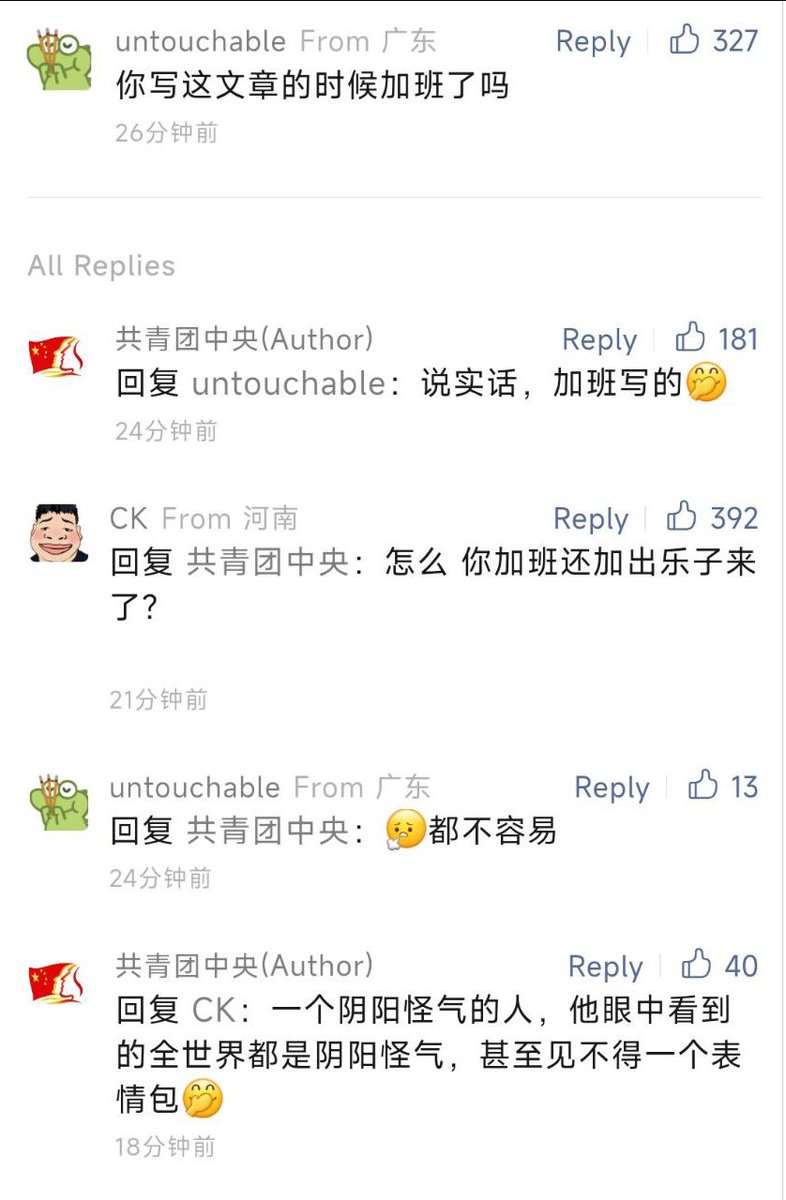 untouchable From 广东 Reply 327
你写这文章的时候加班了吗
26分钟前
All Replies
共青团中央(Author) Reply 181
回复 untouchable：说实话，加班写的🤭
24分钟前
CK From 河南 Reply 392
回复 共青团中央：怎么 你加班还加出乐子来
了？
21分钟前
untouchable From 广东 Reply 13
回复 共青团中央：😮‍💨都不容易
24分钟前
共青团中央(Author) Reply 40
回复 CK：一个阴阳怪气的人，他眼中看到
的全世界都是阴阳怪气，甚至见不得一个表
情包🤭
18分钟前